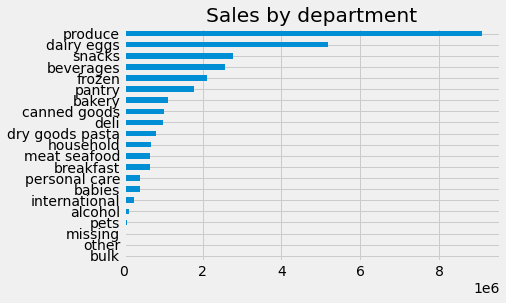 Sales by department
produce
dairy eggs
snacks
beverages
frozen
pantry
bakery
canned goods
deli
dry goods pasta
household
meat seafood
breakfast
personal care
babies
international
alcohol
pets
missing
other
bulk
0 2 4 6 8
1e6